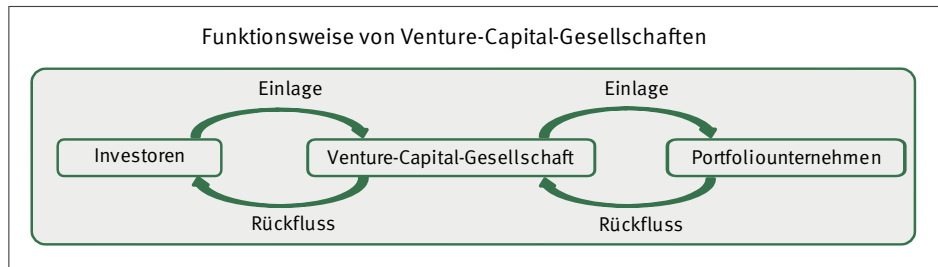 Funktionsweise von Venture-Capital-Gesellschaften
Einlage Einlage
Investoren Venture-Capital-Gesellschaft Portfoliounternehmen
Rückfluss Rückfluss